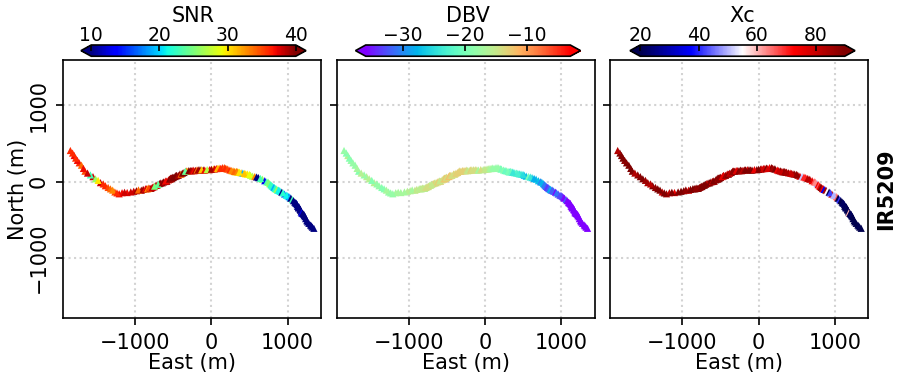 SNR DBV Xc
10 20 30 40 −30 −20 −10 20 40 60 80
North (m)
1000
0
−1000
IR5209
−1000 0 1000 −1000 0 1000 −1000 0 1000
East (m) East (m) East (m)